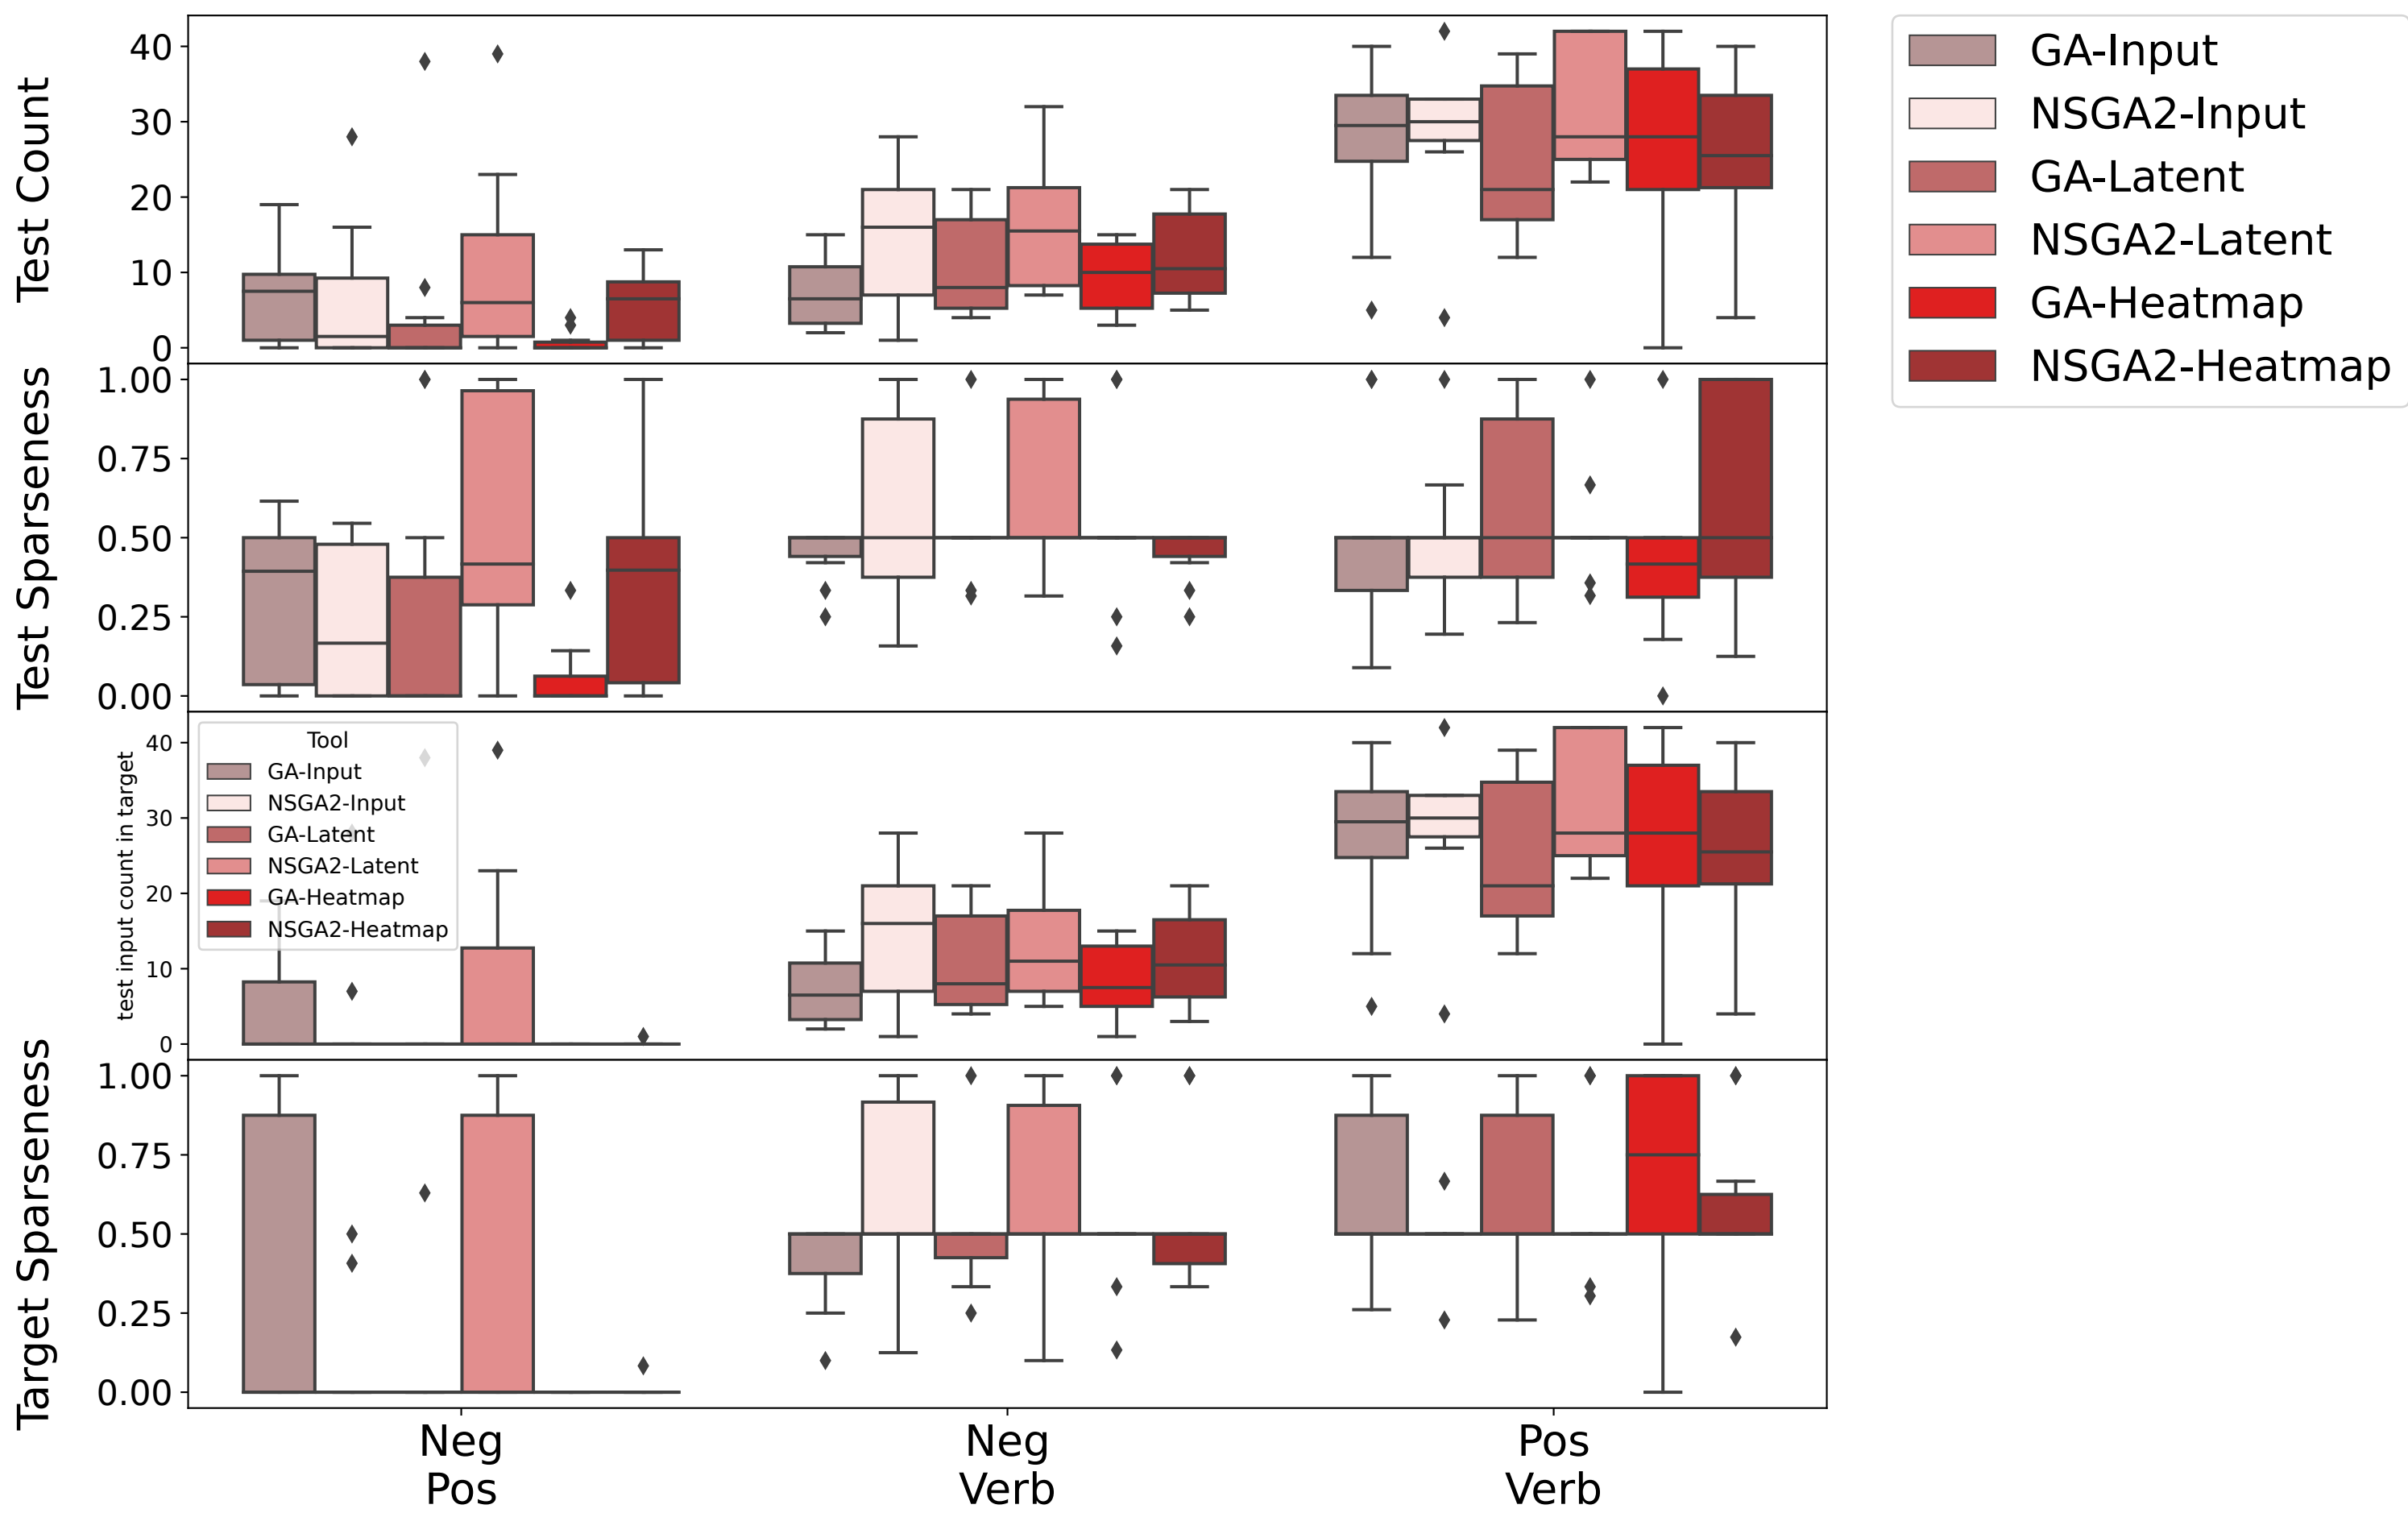 Test Count
40
30
20
10
0
GA-Input
NSGA2-Input
GA-Latent
NSGA2-Latent
GA-Heatmap
NSGA2-Heatmap
Test Sparseness
1.00
0.75
0.50
0.25
0.00
test input count in target
40
30
20
10
0
Tool
GA-Input
NSGA2-Input
GA-Latent
NSGA2-Latent
GA-Heatmap
NSGA2-Heatmap
Target Sparseness
1.00
0.75
0.50
0.25
0.00
Neg
Pos
Neg
Verb
Pos
Verb